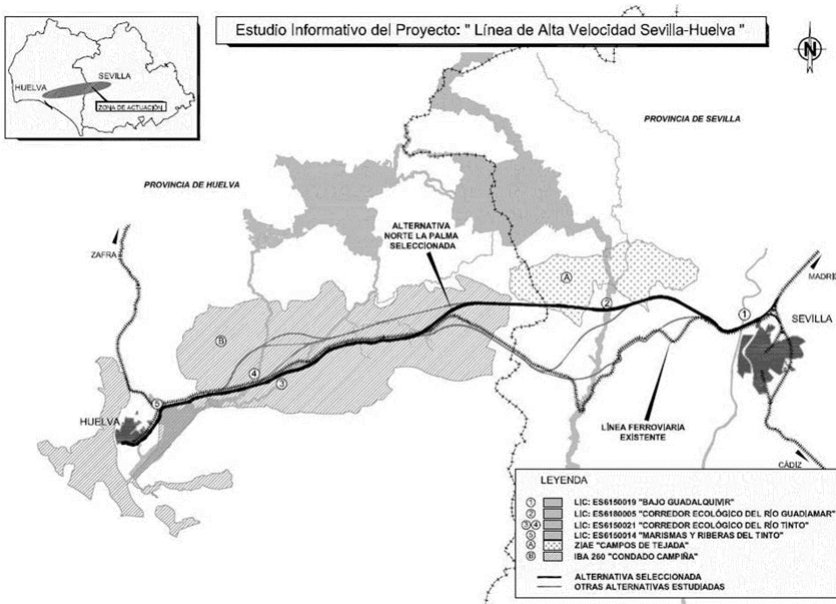 Estudio Informativo del Proyecto: " Línea de Alta Velocidad Sevilla-Huelva "
N
HUELVA
SEVILLA
ZONA DE ACTUACIÓN
PROVINCIA DE SEVILLA
PROVINCIA DE HUELVA
ALTERNATIVA
NORTE LA PALMA
SELECCIONADA
ZAFRA
A
MADRID
2
1
SEVILLA
B
4
3
5
HUELVA
LÍNEA FERROVIARIA
EXISTENTE
CÁDIZ
LEYENDA
1 LIC: ES6150019 "BAJO GUADALQUIVIR"
2 LIC: ES6180005 "CORREDOR ECOLÓGICO DEL RÍO GUADIAMAR"
3 4 LIC: ES6150021 "CORREDOR ECOLÓGICO DEL RÍO TINTO"
5 LIC: ES6150014 "MARISMAS Y RIBERAS DEL TINTO"
A ZIAE "CAMPOS DE TEJADA"
B IBA 260 "CONDADO CAMPIÑA"
ALTERNATIVA SELECCIONADA
OTRAS ALTERNATIVAS ESTUDIADAS